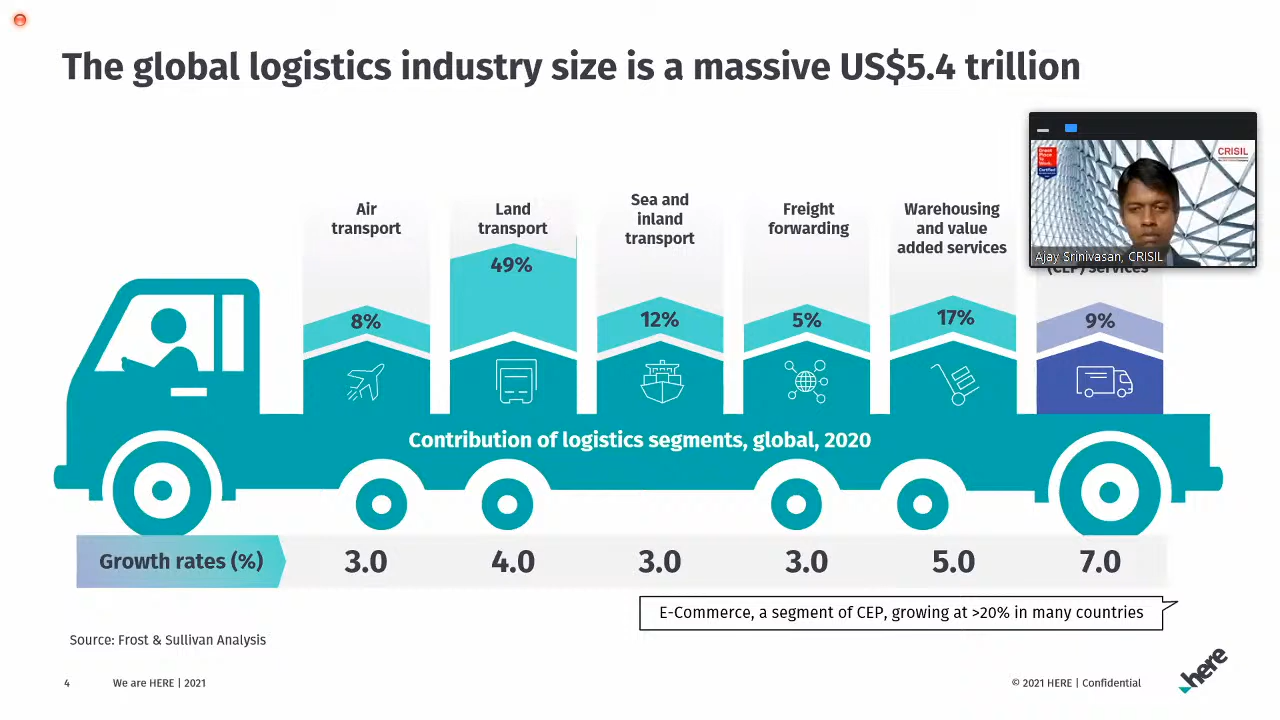 The global logistics industry size is a massive US$5.4 trillion
CRISIL
Ajay Srinivasan, CRISIL
Air
transport
Land
transport
Sea and
inland
transport
Freight
forwarding
Warehousing
and value
added services
(CEP) services
8%
49%
12%
5%
17%
9%
Contribution of logistics segments, global, 2020
Growth rates (%)
3.0
4.0
3.0
3.0
5.0
7.0
E-Commerce, a segment of CEP, growing at >20% in many countries
Source: Frost & Sullivan Analysis
4
We are HERE | 2021
© 2021 HERE | Confidential
here